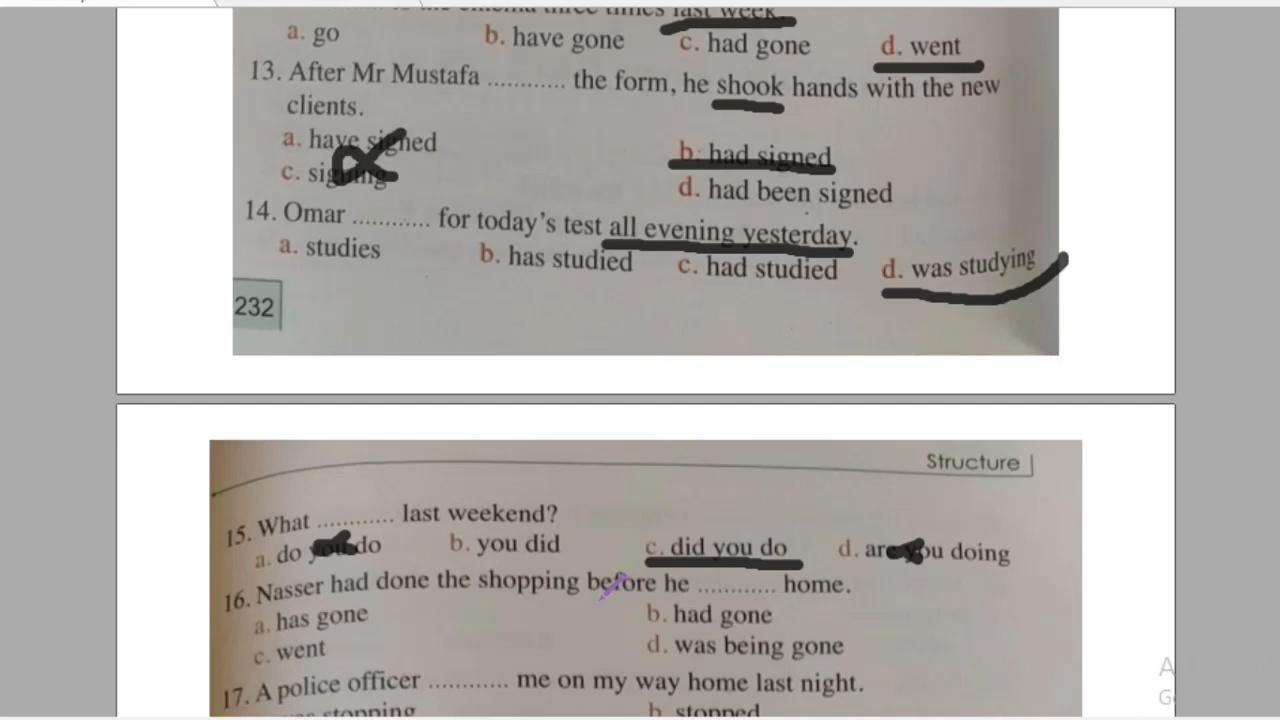 last week.
a. go b. have gone c. had gone d. went
13. After Mr Mustafa ............ the form, he shook hands with the new
clients.
a. have signed b. had signed
c. signing d. had been signed
14. Omar ............ for today's test all evening yesterday.
a. studies b. has studied c. had studied d. was studying
232
Structure
15. What ............ last weekend?
a. do you do b. you did c. did you do d. are you doing
16. Nasser had done the shopping before he ............ home.
a. has gone b. had gone
c. went d. was being gone
17. A police officer ............ me on my way home last night.
stopping b. stopped